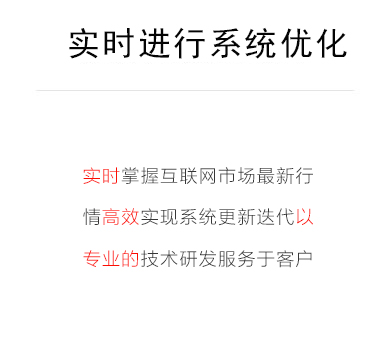 实时进行系统优化
实时掌握互联网市场最新行
情高效实现系统更新迭代以
专业的技术研发服务于客户